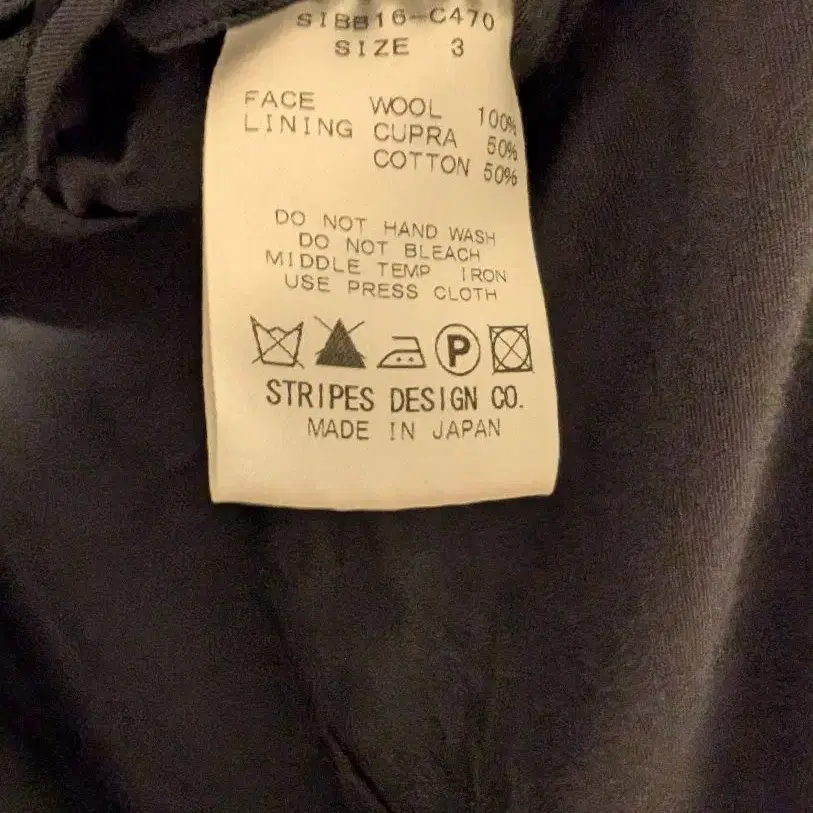 SIBB16-C470
SIZE 3
FACE WOOL 100%
LINING CUPRA 50%
COTTON 50%
DO NOT HAND WASH
DO NOT BLEACH
MIDDLE TEMP IRON
USE PRESS CLOTH
P
STRIPES DESIGN CO.
MADE IN JAPAN